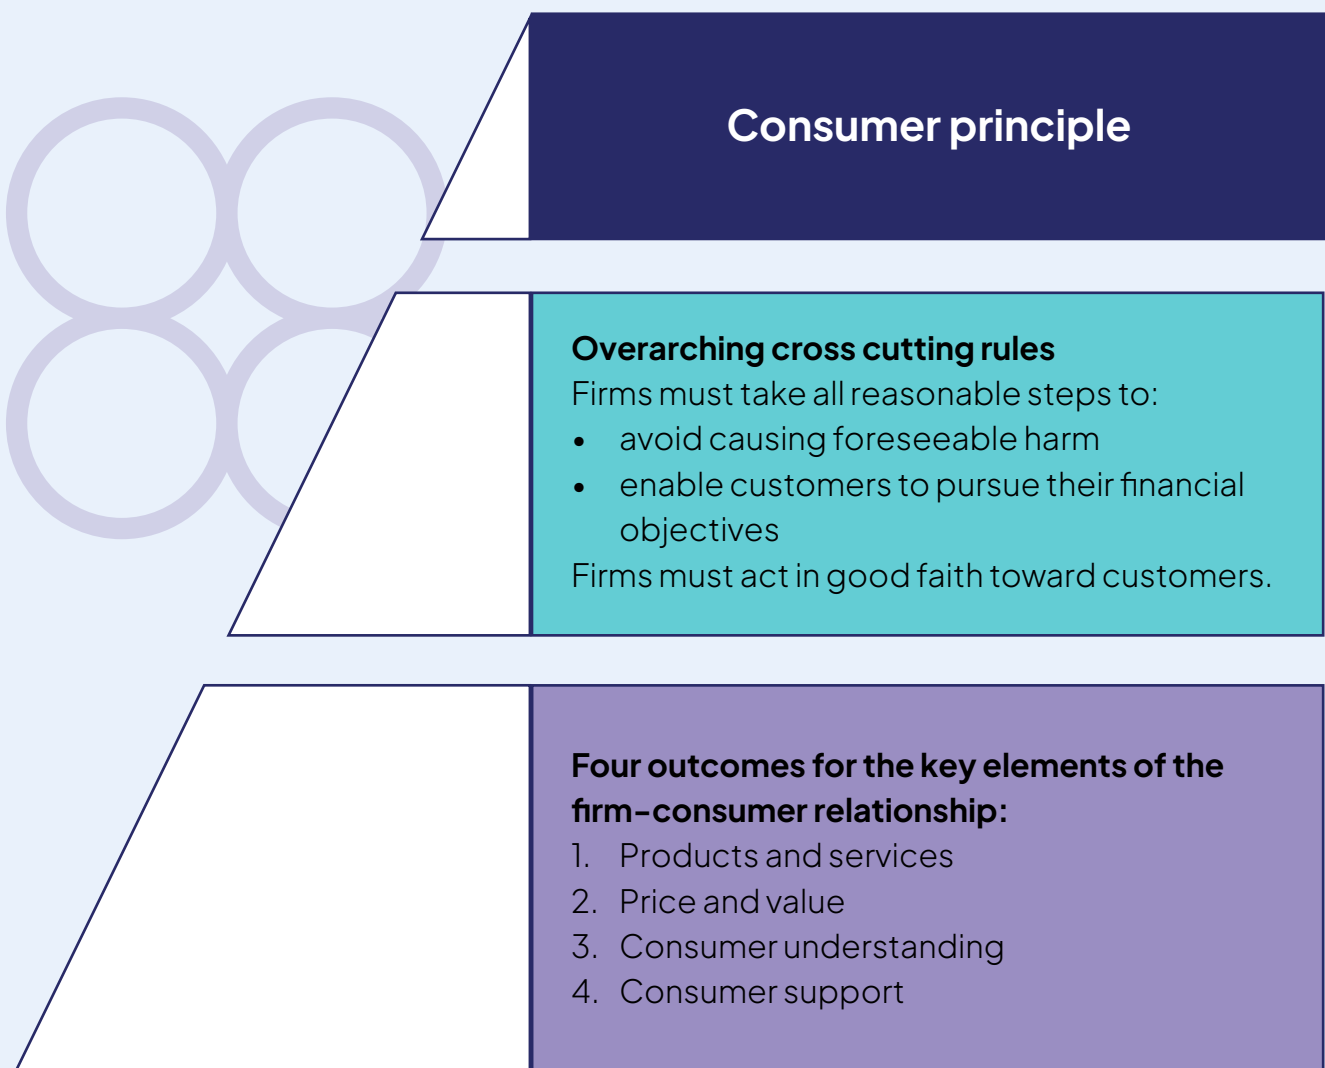 Consumer principle
Overarching cross cutting rules
Firms must take all reasonable steps to:
• avoid causing foreseeable harm
• enable customers to pursue their financial
objectives
Firms must act in good faith toward customers.
Four outcomes for the key elements of the
firm-consumer relationship:
1. Products and services
2. Price and value
3. Consumer understanding
4. Consumer support